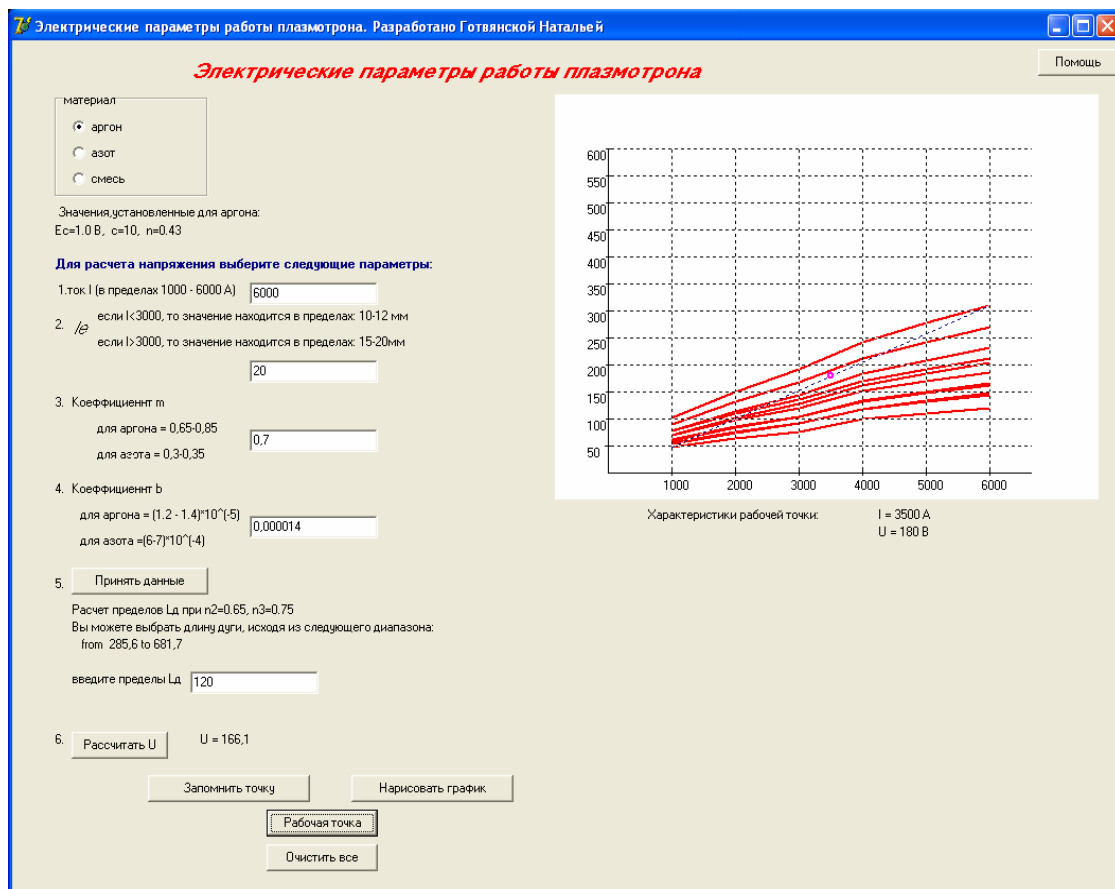 Электрические параметры работы плазмотрона. Разработано Готвянской Натальей
Электрические параметры работы плазмотрона
Помощь
материал
аргон
азот
смесь
Значения,установленные для аргона:
Ec=1.0 В, c=10, n=0.43
Для расчета напряжения выберите следующие параметры:
1.ток I (в пределах 1000 - 6000 А) 6000
2. le если I<3000, то значение находится в пределах: 10-12 мм
если I>3000, то значение находится в пределах: 15-20мм
20
3. Коеффициеннт m
для аргона = 0,65-0,85
0,7
для азота = 0,3-0,35
4. Коеффициеннт b
для аргона = (1.2 - 1.4)*10^(-5)
0,000014
для азота =(6-7)*10^(-4)
5. Принять данные
Расчет пределов Lд при n2=0.65, n3=0.75
Вы можете выбрать длину дуги, исходя из следующего диапазона:
from 285,6 to 681,7
введите пределы Lд 120
6. Рассчитать U U = 166,1
Запомнить точку Нарисовать график
Рабочая точка
Очистить все
600
550
500
450
400
350
300
250
200
150
100
50
1000 2000 3000 4000 5000 6000
Характеристики рабочей точки: I = 3500 А
U = 180 В